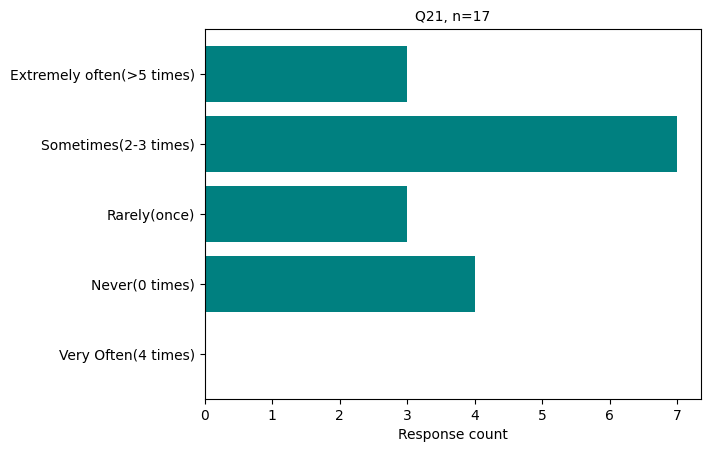 Q21, n=17
Extremely often(>5 times)
Sometimes(2-3 times)
Rarely(once)
Never(0 times)
Very Often(4 times)
0 1 2 3 4 5 6 7
Response count